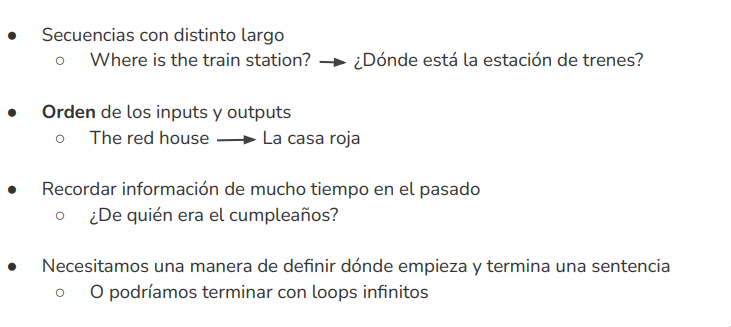 ● Secuencias con distinto largo
○ Where is the train station? → ¿Dónde está la estación de trenes?
● Orden de los inputs y outputs
○ The red house → La casa roja
● Recordar información de mucho tiempo en el pasado
○ ¿De quién era el cumpleaños?
● Necesitamos una manera de definir dónde empieza y termina una sentencia
○ O podríamos terminar con loops infinitos